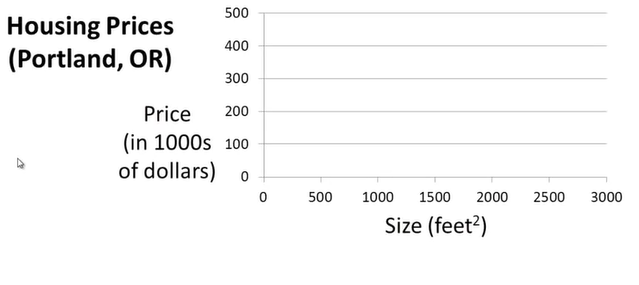 Housing Prices
(Portland, OR)
Price
(in 1000s
of dollars)
500
400
300
200
100
0
0 500 1000 1500 2000 2500 3000
Size (feet²)